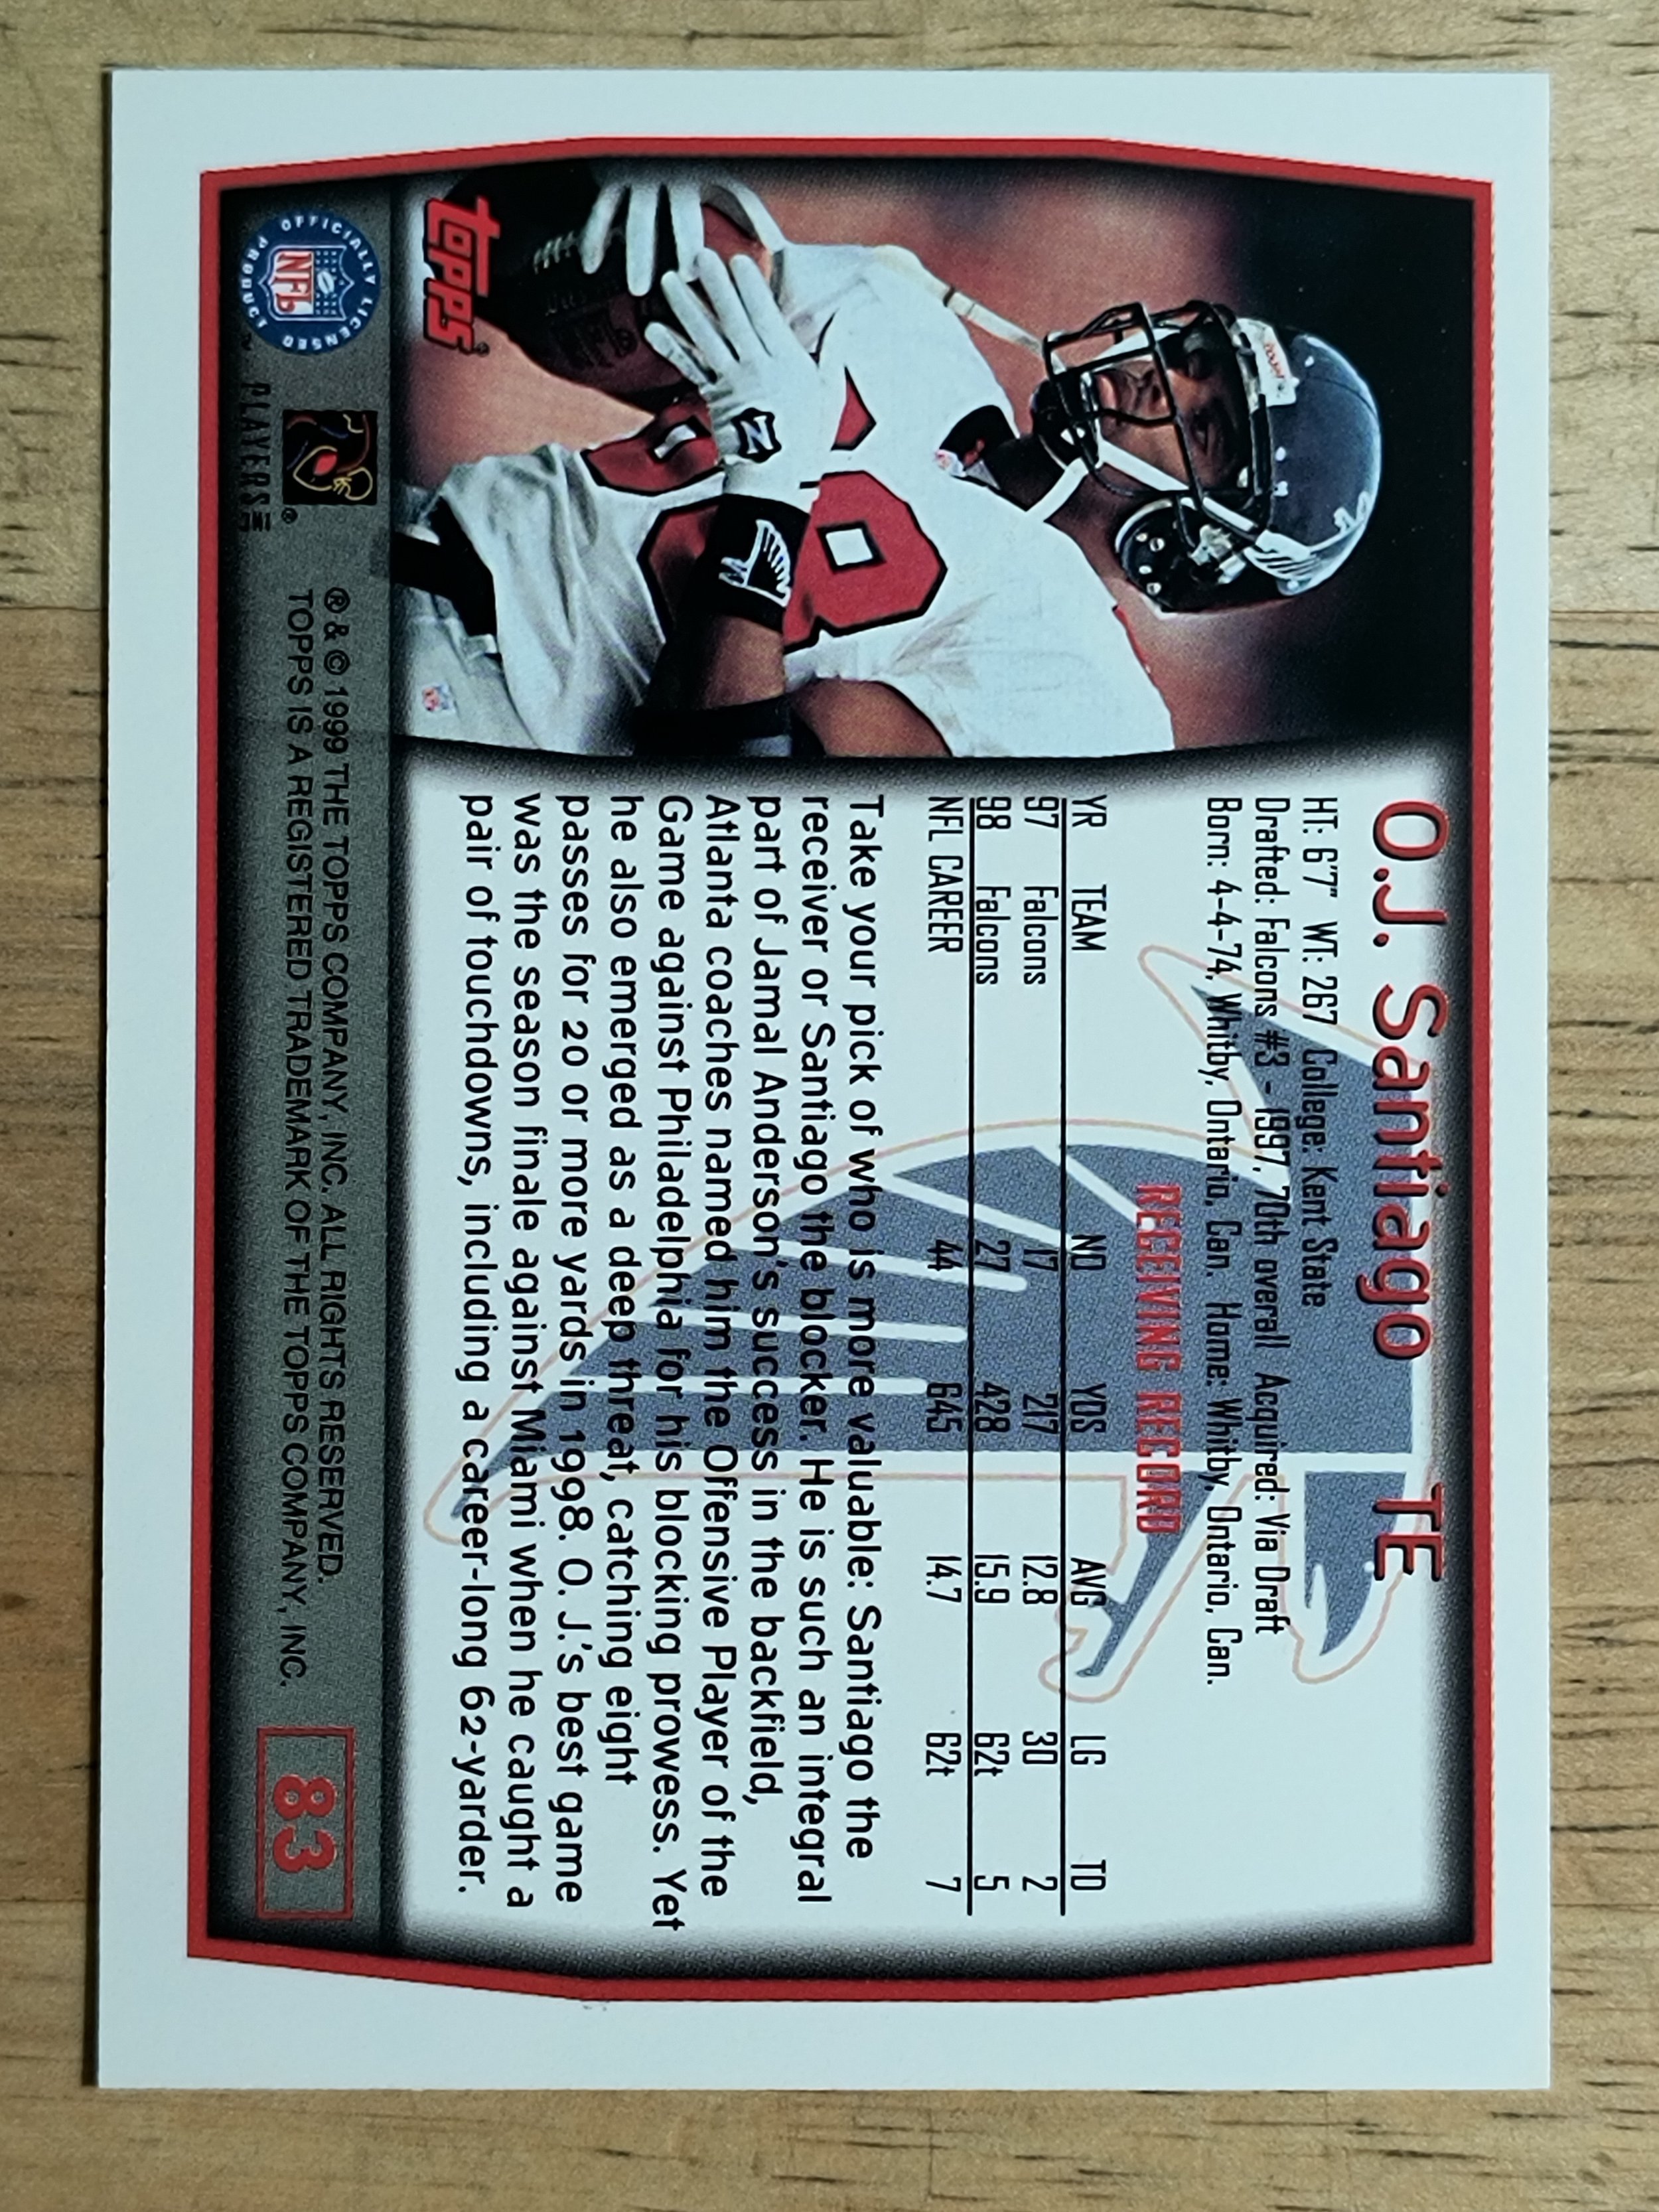 O.J. Santiago TE
HT: 6'7" WT: 267 College: Kent State
Drafted: Falcons #3 - 1997, 70th overall Acquired: Via Draft
Born: 4-4-74, Whitby, Ontario, Can. Home: Whitby, Ontario, Can.
RECEIVING RECORD
YR TEAM NO YDS AVG LG TD
97 Falcons 17 217 12.8 30 2
98 Falcons 27 428 15.9 62t 5
NFL CAREER 44 645 14.7 62t 7
Take your pick of who is more valuable: Santiago the
receiver or Santiago the blocker. He is such an integral
part of Jamal Anderson's success in the backfield,
Atlanta coaches named him the Offensive Player of the
Game against Philadelphia for his blocking prowess. Yet
he also emerged as a deep threat, catching eight
passes for 20 or more yards in 1998. O. J.'s best game
was the season finale against Miami when he caught a
pair of touchdowns, including a career-long 62-yarder.
topps
OFFICIALLY LICENSED PRODUCT
NFL
PLAYERS INC
® & © 1999 THE TOPPS COMPANY, INC. ALL RIGHTS RESERVED.
TOPPS IS A REGISTERED TRADEMARK OF THE TOPPS COMPANY, INC.
83